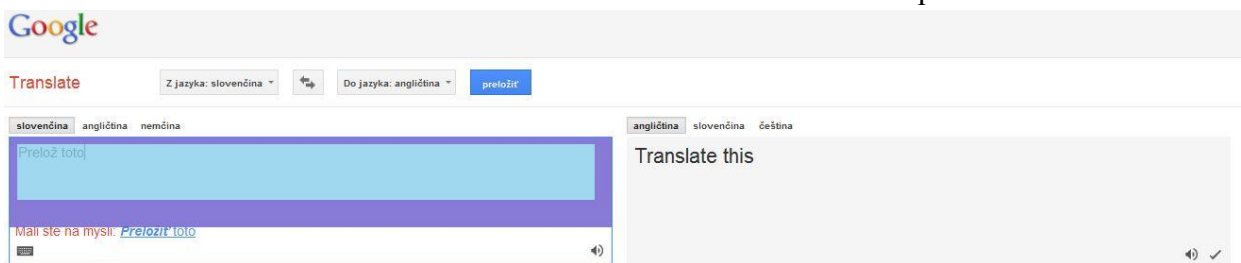 Google
Translate Z jazyka: slovenčina Do jazyka: angličtina preložiť
slovenčina angličtina nemčina angličtina slovenčina čeština
Prelož toto Translate this
Mali ste na mysli: Preložiť toto